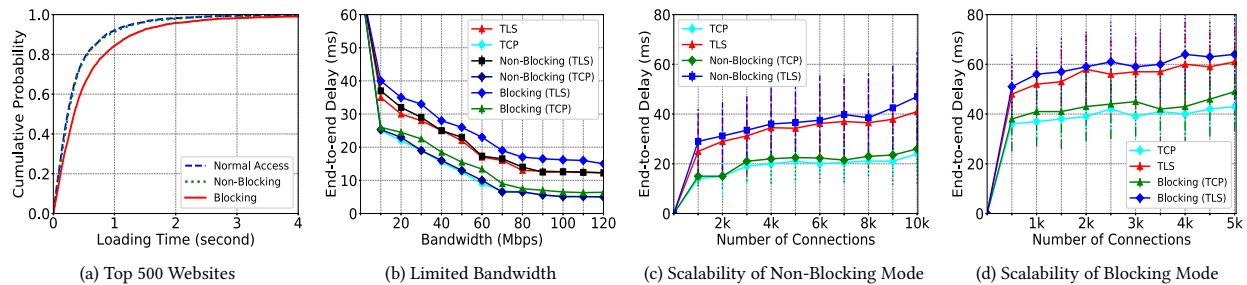 1.0
0.8
0.6
0.4
0.2
0.0
Cumulative Probability
Normal Access
Non-Blocking
Blocking
0 1 2 3 4
Loading Time (second)
(a) Top 500 Websites
60
50
40
30
20
10
0
End-to-end Delay (ms)
TLS
TCP
Non-Blocking (TLS)
Non-Blocking (TCP)
Blocking (TLS)
Blocking (TCP)
20 40 60 80 100 120
Bandwidth (Mbps)
(b) Limited Bandwidth
80
60
40
20
0
End-to-end Delay (ms)
TCP
TLS
Non-Blocking (TCP)
Non-Blocking (TLS)
2k 4k 6k 8k 10k
Number of Connections
(c) Scalability of Non-Blocking Mode
80
60
40
20
0
End-to-end Delay (ms)
TCP
TLS
Blocking (TCP)
Blocking (TLS)
1k 2k 3k 4k 5k
Number of Connections
(d) Scalability of Blocking Mode